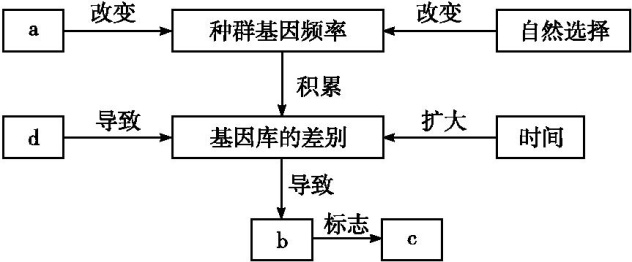 a 改变 种群基因频率 改变 自然选择
积累
d 导致 基因库的差别 扩大 时间
导致
b 标志 c